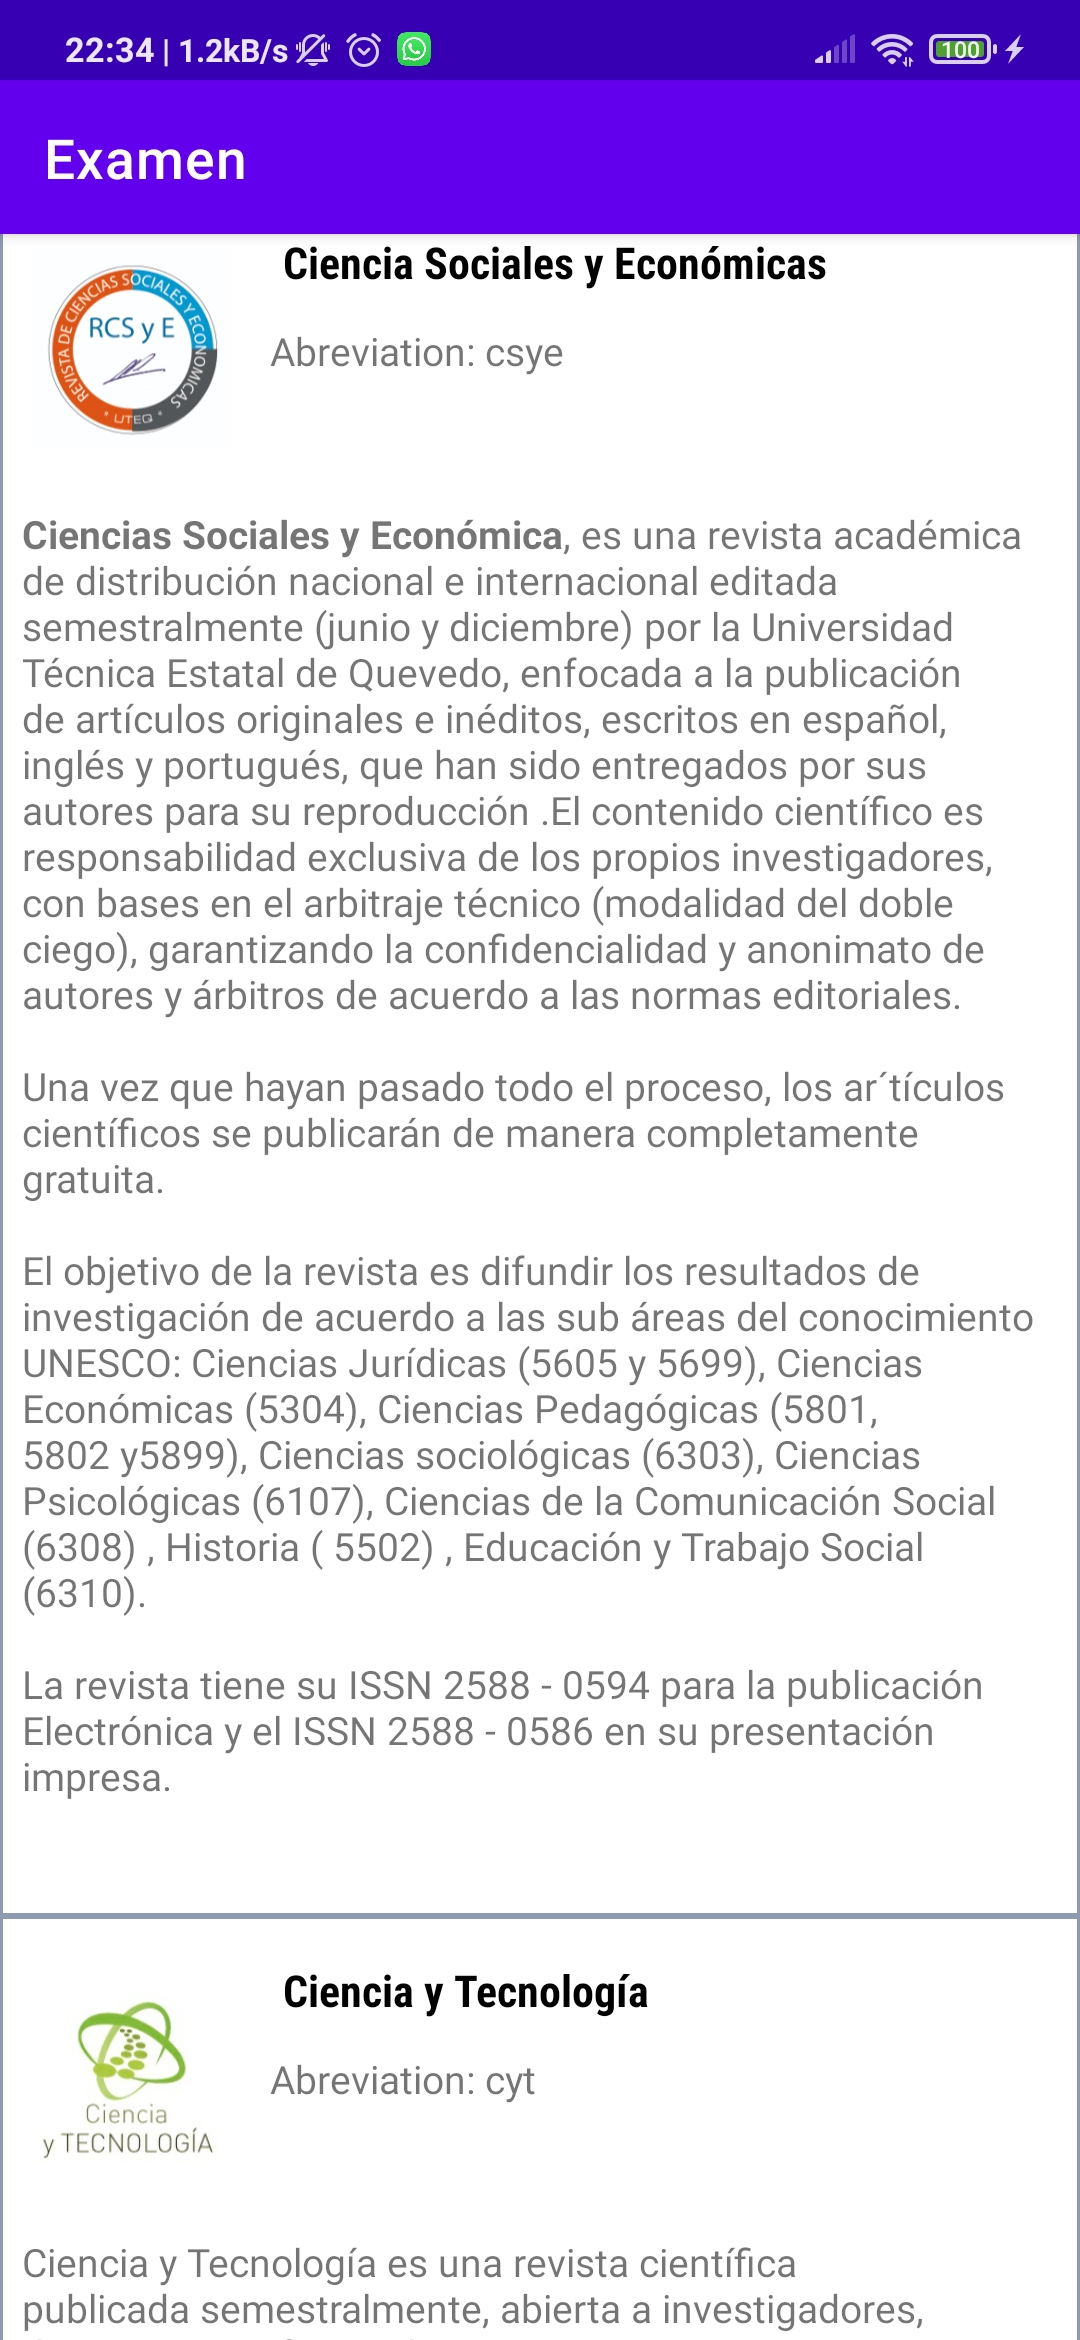 22:34 | 1.2kB/s
100
Examen
REVISTA DE CIENCIAS SOCIALES Y ECONOMICAS
RCS y E
* UTEQ *
Ciencia Sociales y Económicas
Abreviation: csye
Ciencias Sociales y Económica, es una revista académica
de distribución nacional e internacional editada
semestralmente (junio y diciembre) por la Universidad
Técnica Estatal de Quevedo, enfocada a la publicación
de artículos originales e inéditos, escritos en español,
inglés y portugués, que han sido entregados por sus
autores para su reproducción .El contenido científico es
responsabilidad exclusiva de los propios investigadores,
con bases en el arbitraje técnico (modalidad del doble
ciego), garantizando la confidencialidad y anonimato de
autores y árbitros de acuerdo a las normas editoriales.
Una vez que hayan pasado todo el proceso, los ar´tículos
científicos se publicarán de manera completamente
gratuita.
El objetivo de la revista es difundir los resultados de
investigación de acuerdo a las sub áreas del conocimiento
UNESCO: Ciencias Jurídicas (5605 y 5699), Ciencias
Económicas (5304), Ciencias Pedagógicas (5801,
5802 y5899), Ciencias sociológicas (6303), Ciencias
Psicológicas (6107), Ciencias de la Comunicación Social
(6308) , Historia ( 5502) , Educación y Trabajo Social
(6310).
La revista tiene su ISSN 2588 - 0594 para la publicación
Electrónica y el ISSN 2588 - 0586 en su presentación
impresa.
Ciencia y Tecnología
Abreviation: cyt
Ciencia
y TECNOLOGÍA
Ciencia y Tecnología es una revista científica
publicada semestralmente, abierta a investigadores,